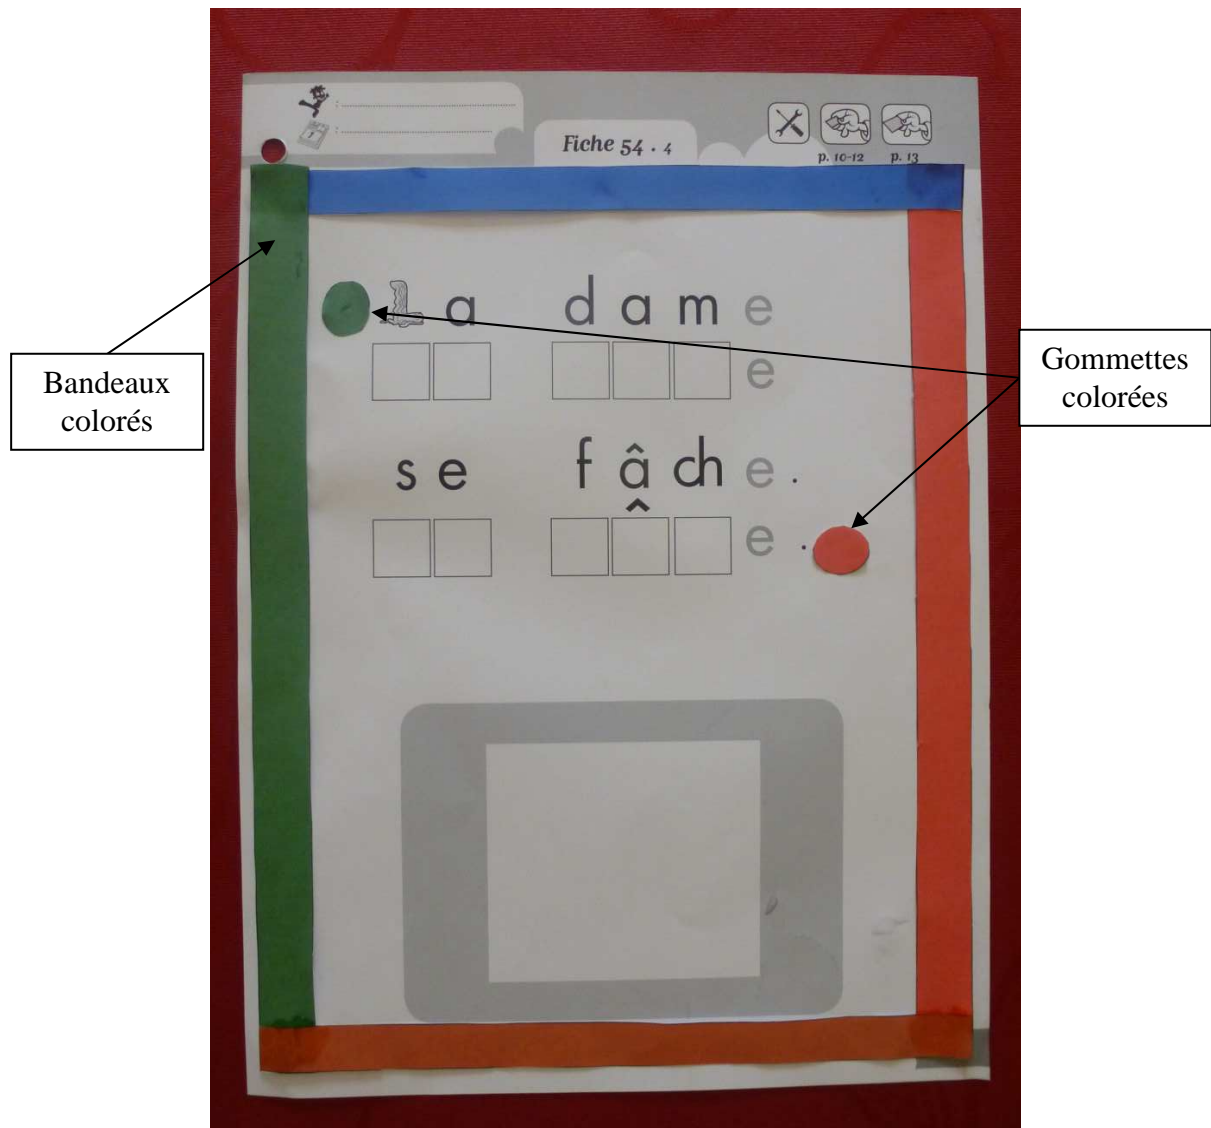 :
:
Fiche 54 . 4
p. 10-12 p. 13
La dame
e
se fâche.
^
e .
Bandeaux
colorés
Gommettes
colorées